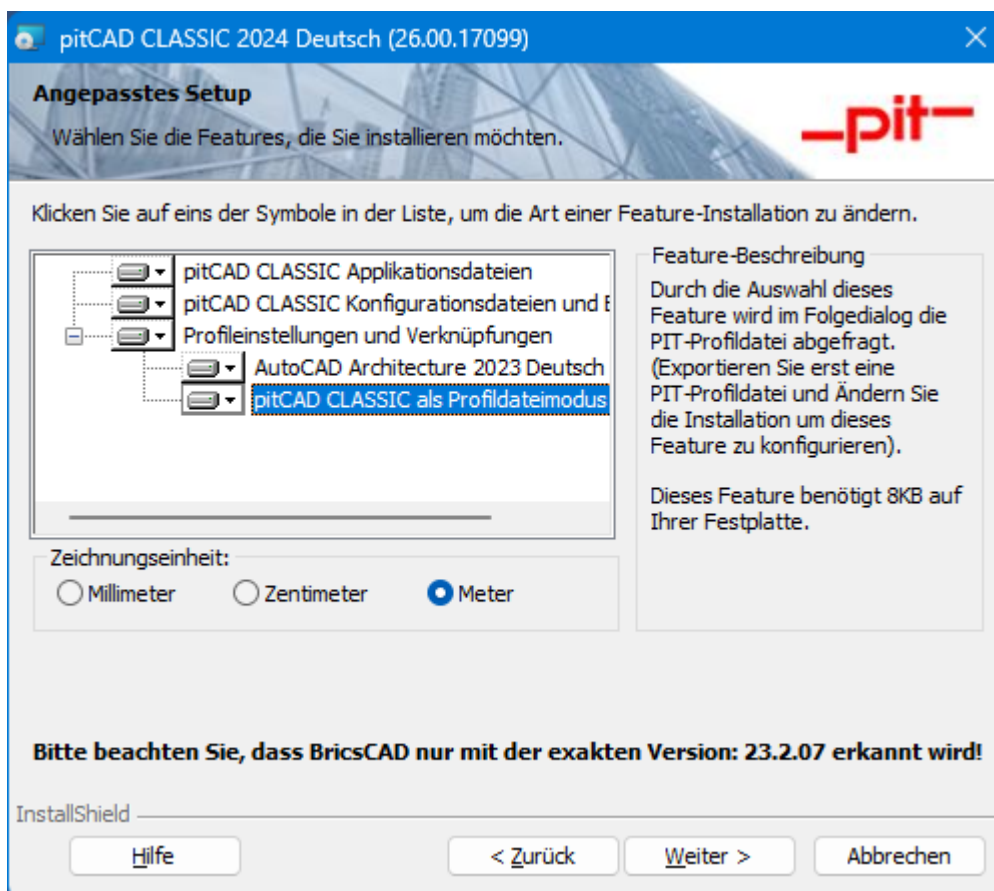 pitCAD CLASSIC 2024 Deutsch (26.00.17099)
Angepasstes Setup
Wählen Sie die Features, die Sie installieren möchten.
pit
Klicken Sie auf eins der Symbole in der Liste, um die Art einer Feature-Installation zu ändern.
pitCAD CLASSIC Applikationsdateien
pitCAD CLASSIC Konfigurationsdateien und
Profileinstellungen und Verknüpfungen
AutoCAD Architecture 2023 Deutsch
pitCAD CLASSIC als Profildateimodus
Feature-Beschreibung
Durch die Auswahl dieses
Feature wird im Folgedialog die
PIT-Profildatei abgefragt.
(Exportieren Sie erst eine
PIT-Profildatei und Ändern Sie
die Installation um dieses
Feature zu konfigurieren).
Dieses Feature benötigt 8KB auf
Ihrer Festplatte.
Zeichnungseinheit:
Millimeter Zentimeter Meter
Bitte beachten Sie, dass BricsCAD nur mit der exakten Version: 23.2.07 erkannt wird!
InstallShield
Hilfe < Zurück Weiter > Abbrechen